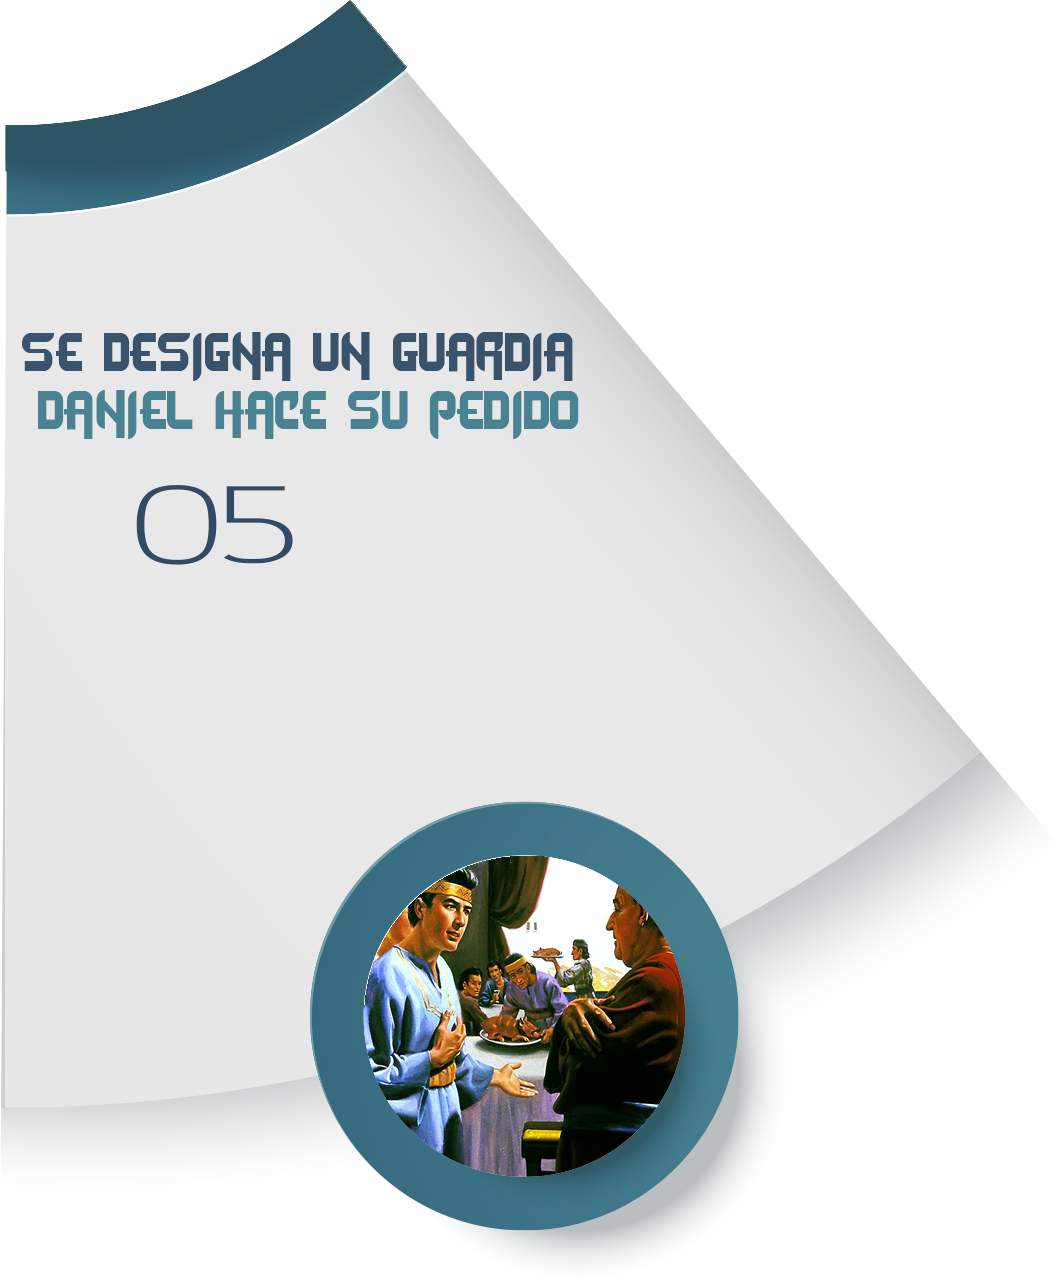 SE DESIGNA UN GUARDIA
DANIEL HACE SU PEDIDO
05